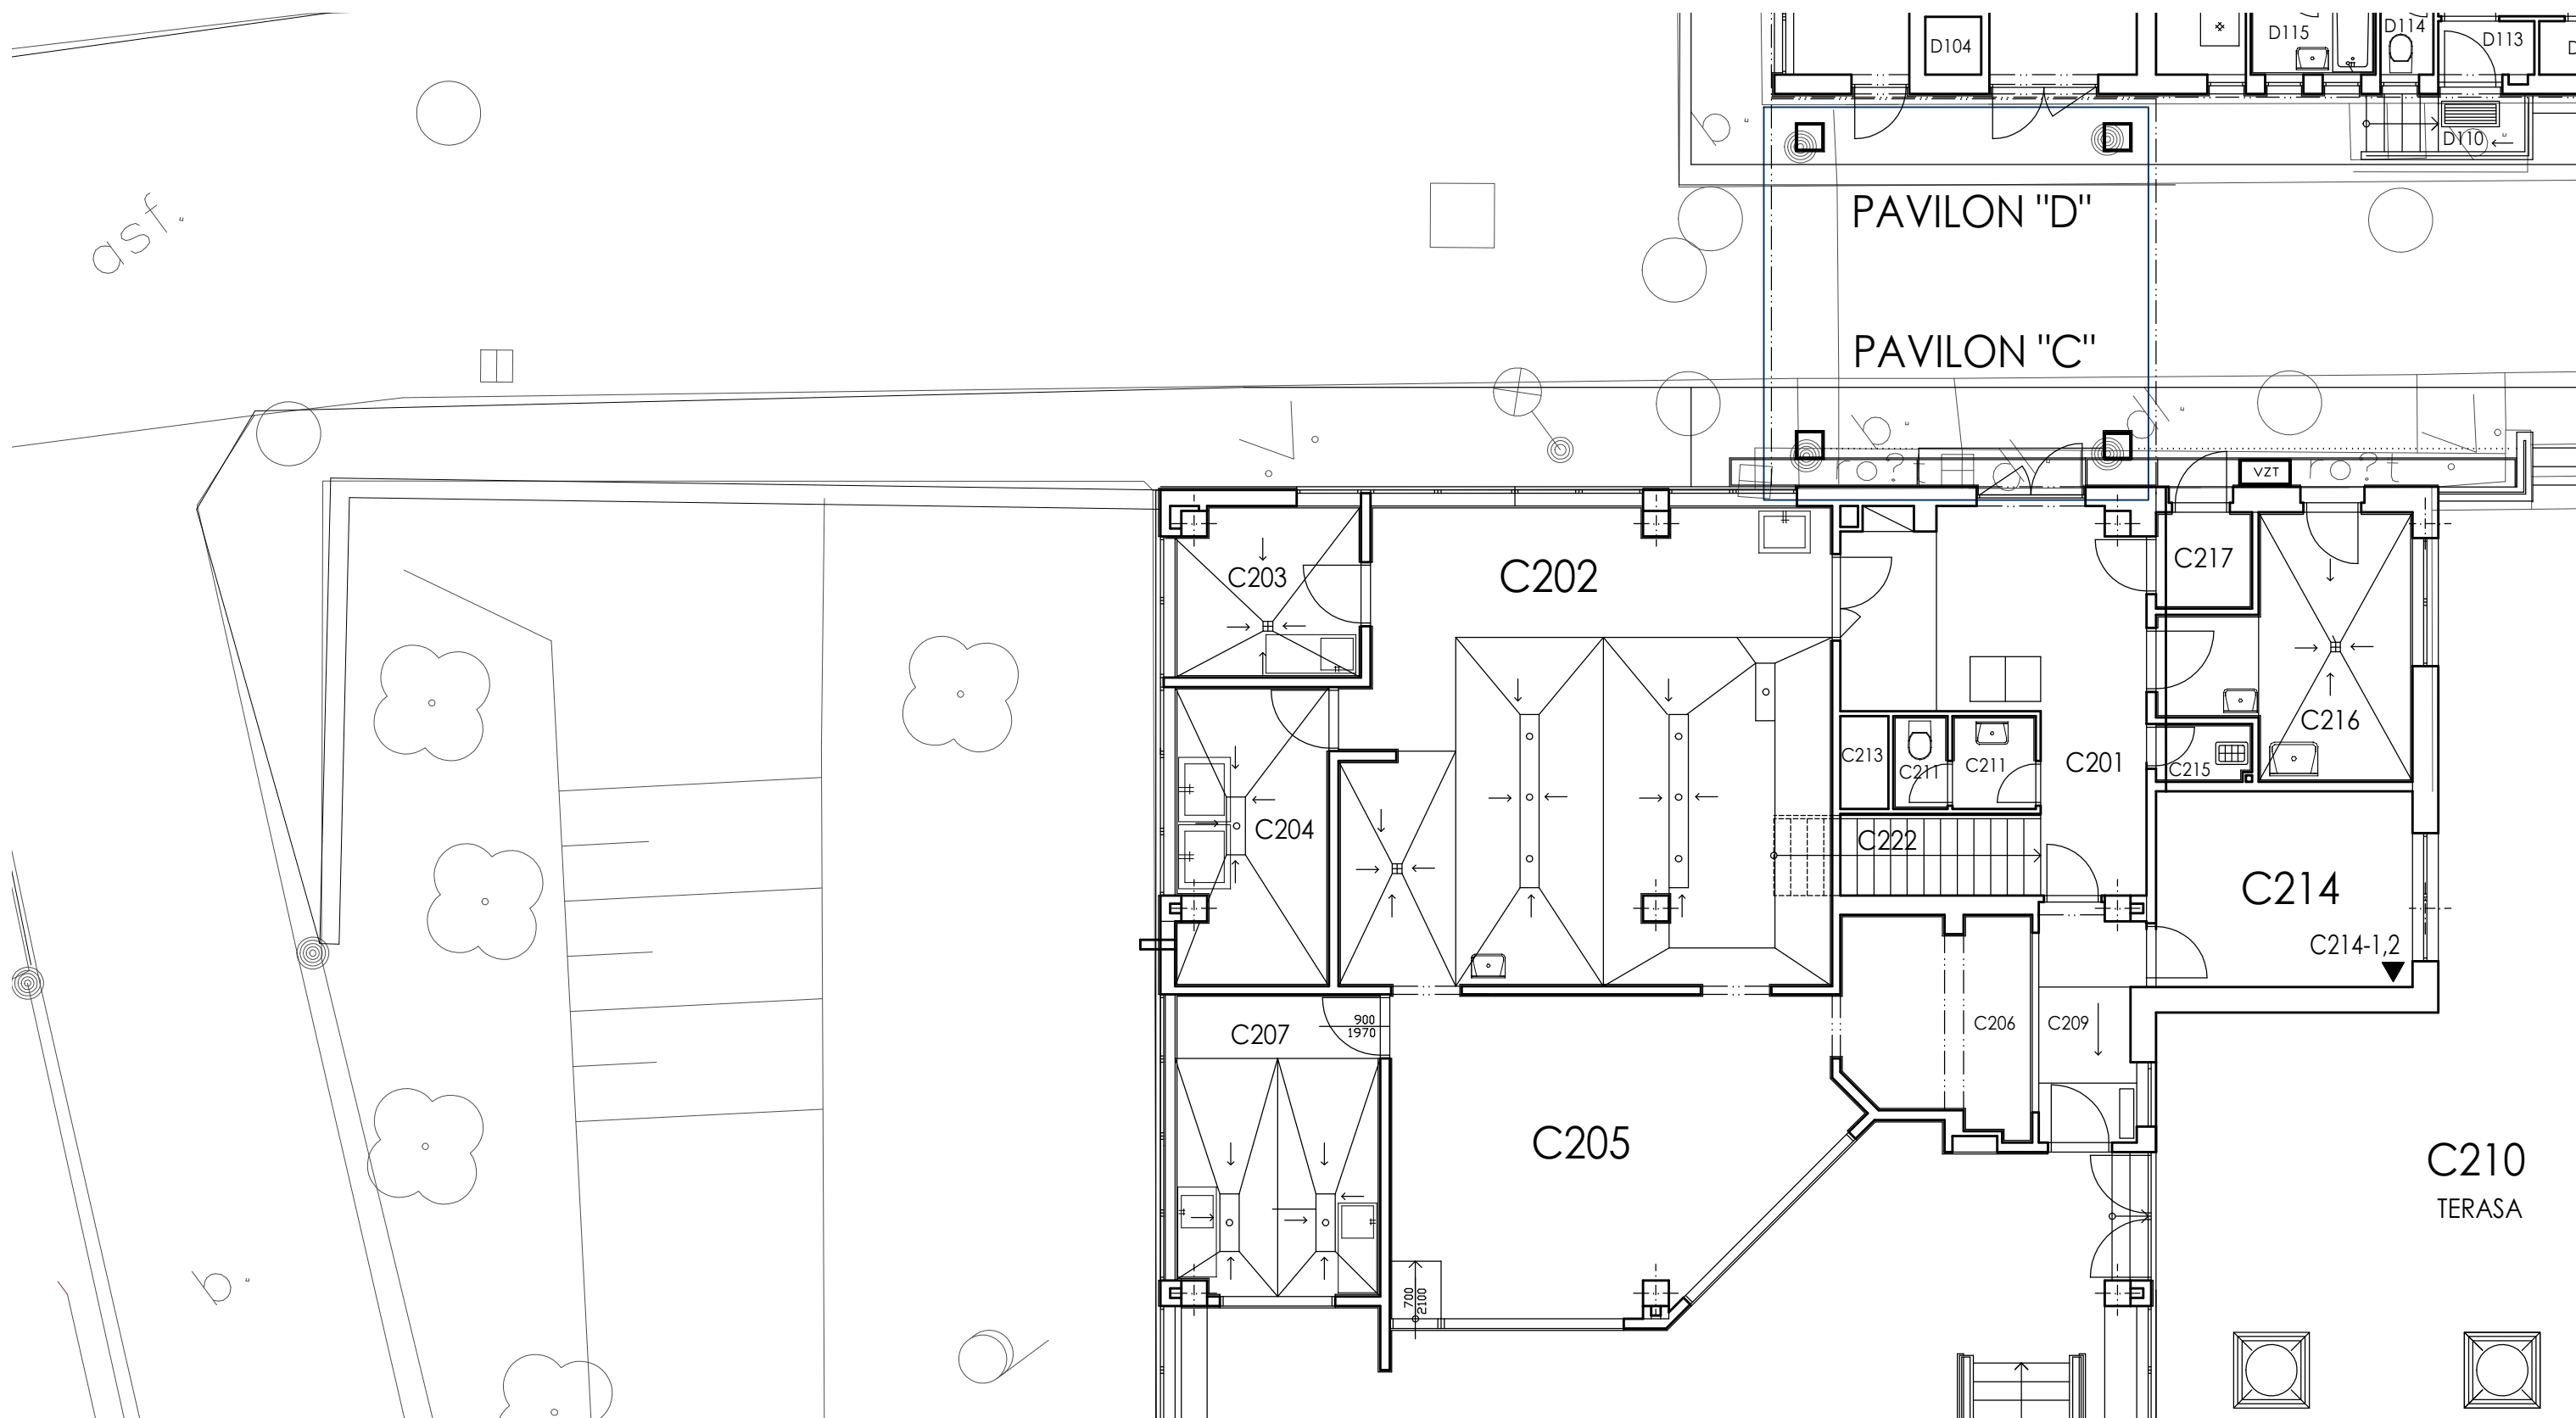 D104
D115
D114
D113
D110
asf.
PAVILON "D"
PAVILON "C"
VZT
C203
C202
C217
C216
C213
C211
C211
C201
C215
C204
C222
C214
C214-1,2
C207
900
1970
C206
C209
C205
C210
TERASA
700
2100
b.